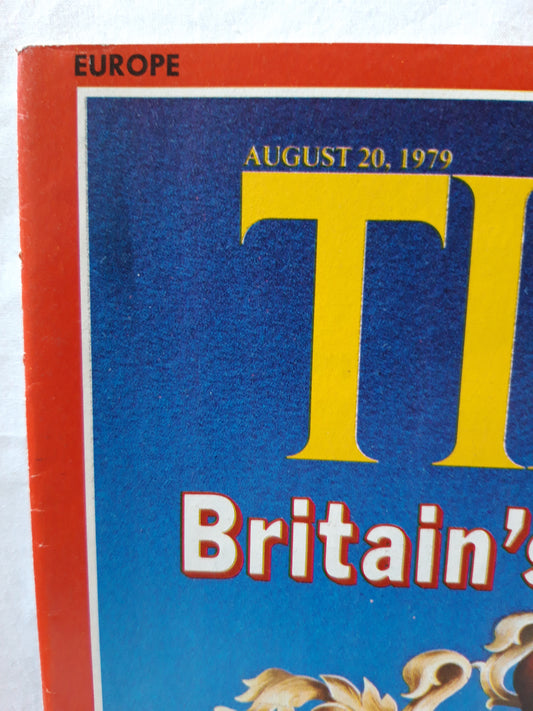 EUROPE
AUGUST 20, 1979
TI
Britain's